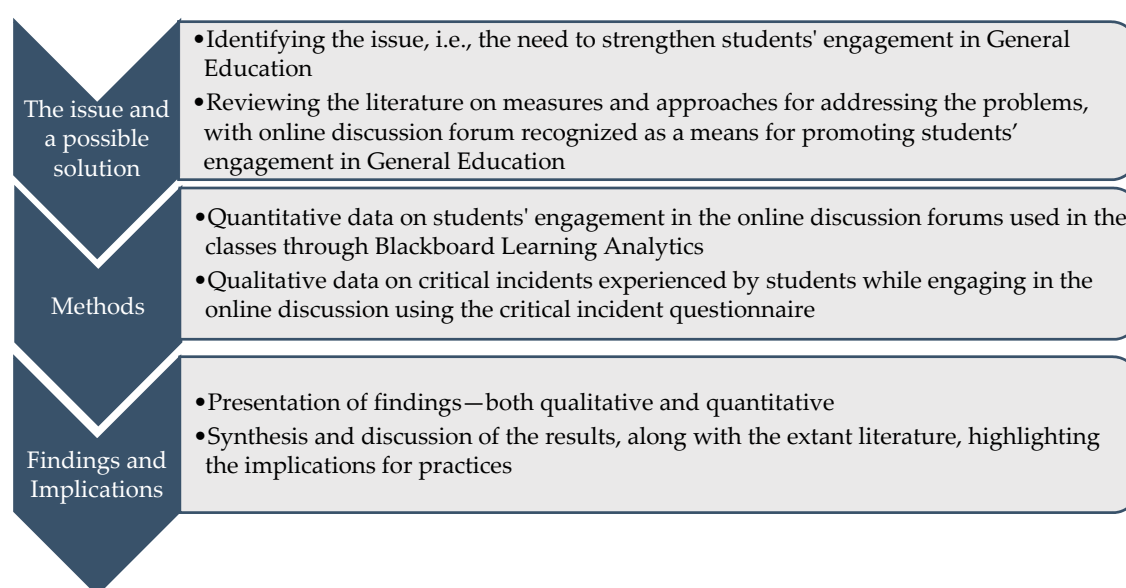 The issue and
a possible
solution
•Identifying the issue, i.e., the need to strengthen students' engagement in General
Education
•Reviewing the literature on measures and approaches for addressing the problems,
with online discussion forum recognized as a means for promoting students’
engagement in General Education
Methods
•Quantitative data on students' engagement in the online discussion forums used in the
classes through Blackboard Learning Analytics
•Qualitative data on critical incidents experienced by students while engaging in the
online discussion using the critical incident questionnaire
Findings and
Implications
•Presentation of findings—both qualitative and quantitative
•Synthesis and discussion of the results, along with the extant literature, highlighting
the implications for practices